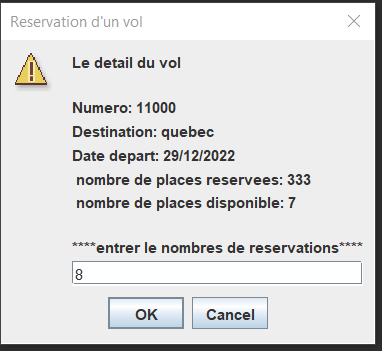 Reservation d'un vol
Le detail du vol
Numero: 11000
Destination: quebec
Date depart: 29/12/2022
nombre de places reservees: 333
nombre de places disponible: 7
****entrer le nombres de reservations****
8
OK
Cancel